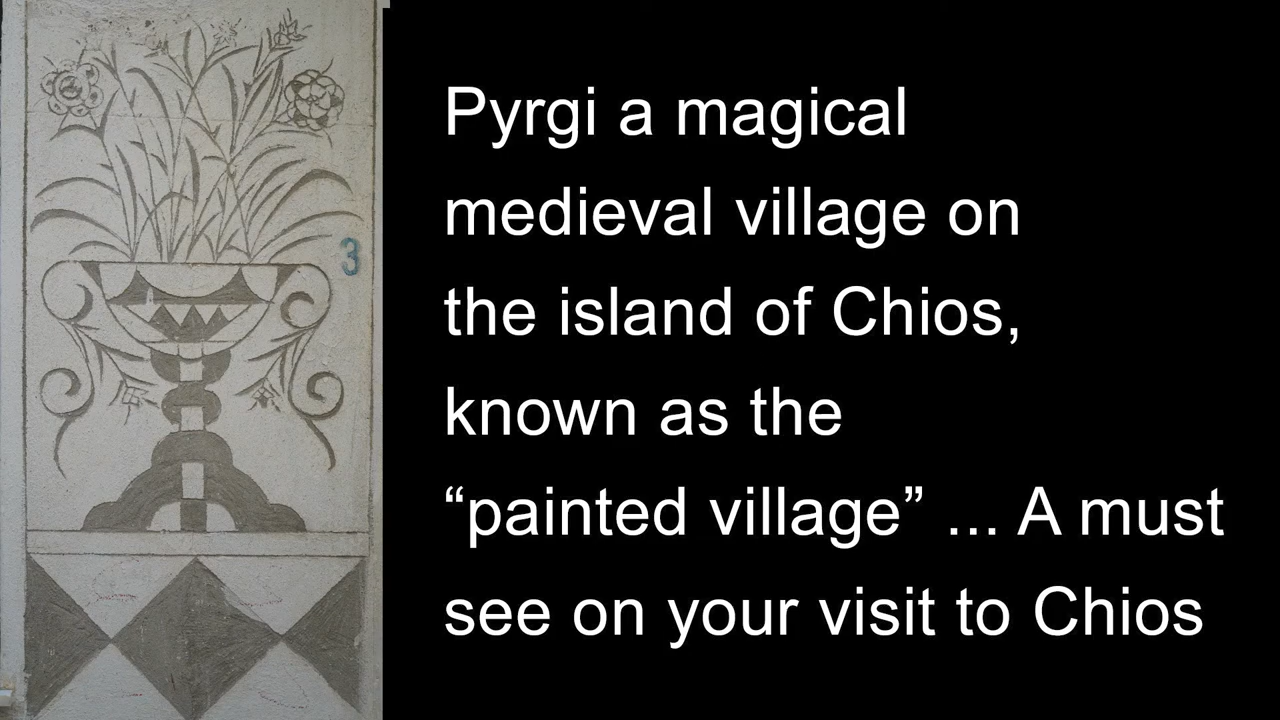 3
Pyrgi a magical
medieval village on
the island of Chios,
known as the
“painted village” ... A must
see on your visit to Chios